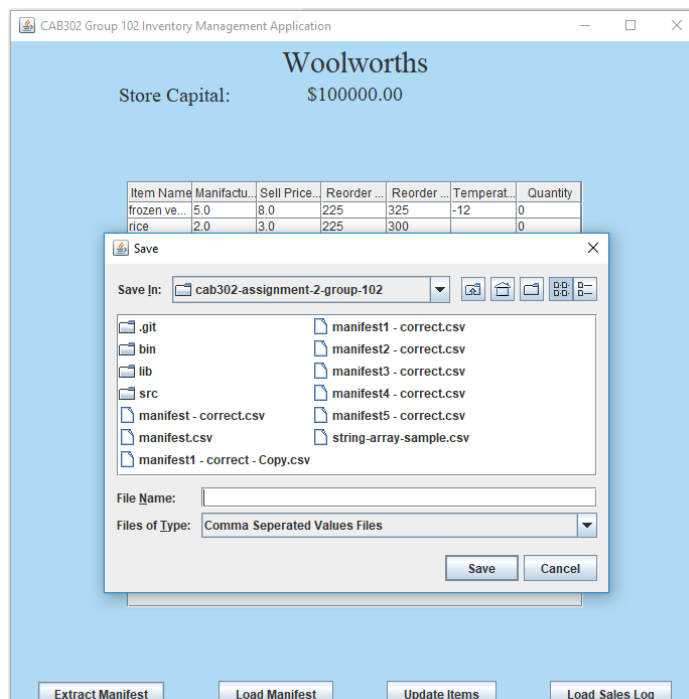 CAB302 Group 102 Inventory Management Application
Woolworths
Store Capital: $100000.00
Item Name Manifactu... Sell Price... Reorder ... Reorder ... Temperat... Quantity
frozen ve... 5.0 8.0 225 325 -12 0
rice 2.0 3.0 225 300 0
Save
Save In: cab302-assignment-2-group-102
.git manifest1 - correct.csv
bin manifest2 - correct.csv
lib manifest3 - correct.csv
src manifest4 - correct.csv
manifest - correct.csv manifest5 - correct.csv
manifest.csv string-array-sample.csv
manifest1 - correct - Copy.csv
File Name:
Files of Type: Comma Seperated Values Files
Save Cancel
Extract Manifest Load Manifest Update Items Load Sales Log